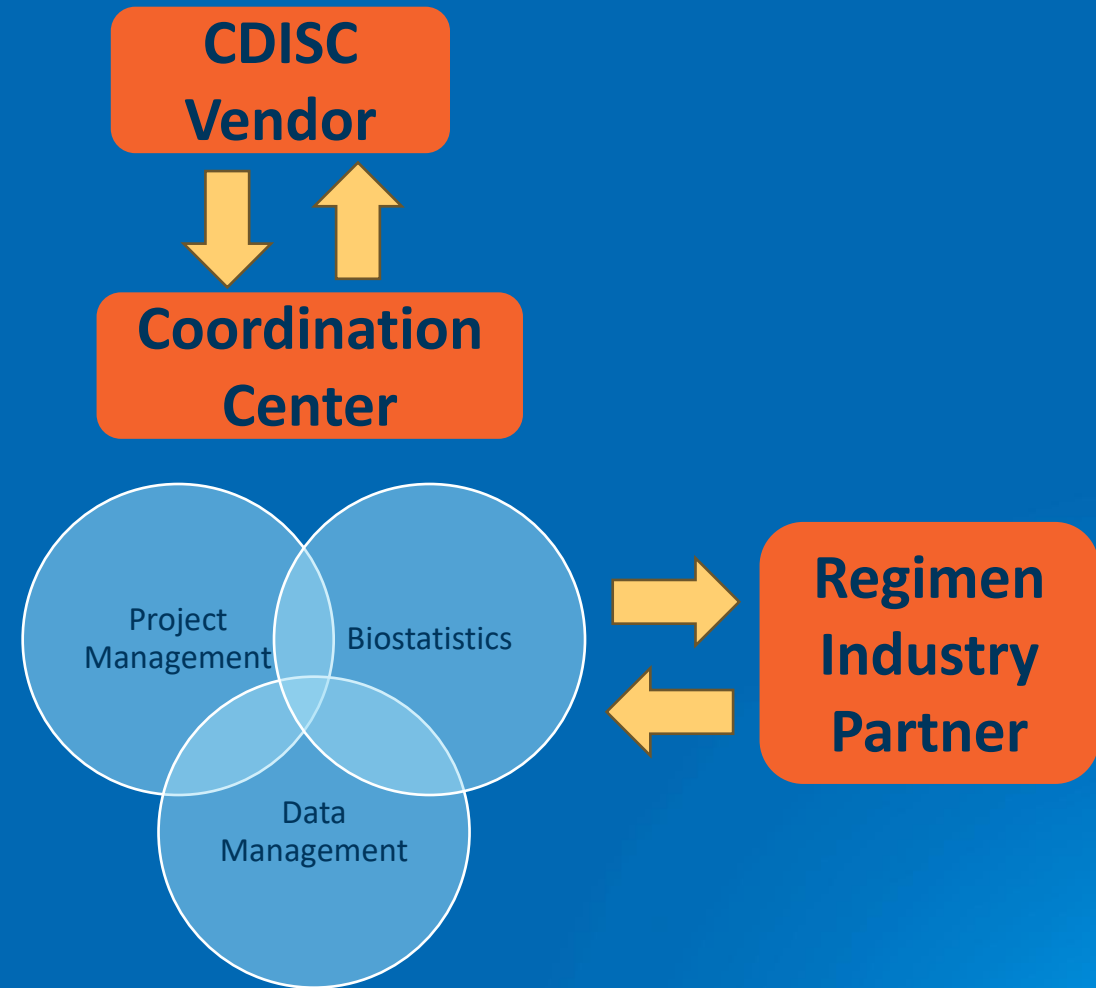 CDISC
Vendor
Coordination
Center
Project
Management
Biostatistics
Data
Management
Regimen
Industry
Partner